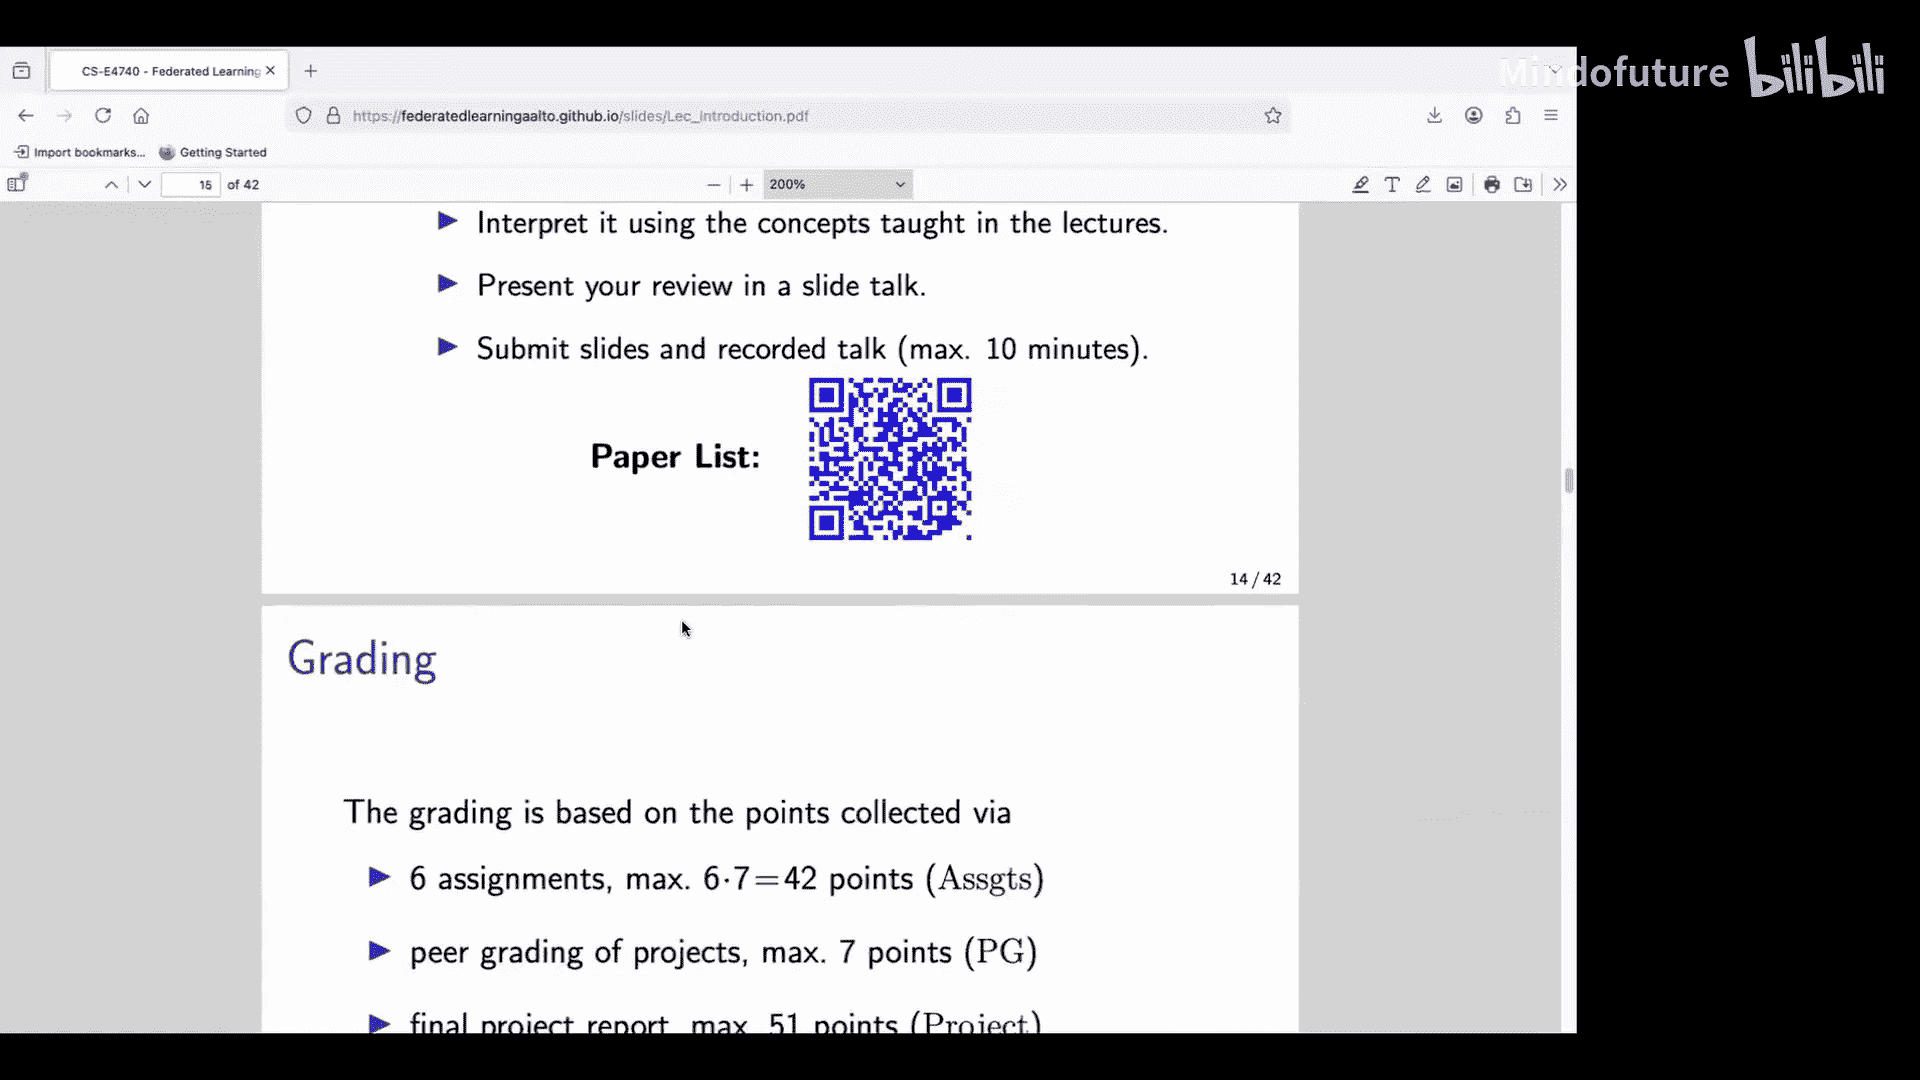 Mindofuture bilibili
CS-E4740 - Federated Learning
https://federatedlearningaalto.github.io/slides/Lec_Introduction.pdf
Import bookmarks... Getting Started
15 of 42 200%
Interpret it using the concepts taught in the lectures.
Present your review in a slide talk.
Submit slides and recorded talk (max. 10 minutes).
Paper List:
14 / 42
Grading
The grading is based on the points collected via
6 assignments, max. 6·7=42 points (Assgts)
peer grading of projects, max. 7 points (PG)
final project report, max. 51 points (Project)